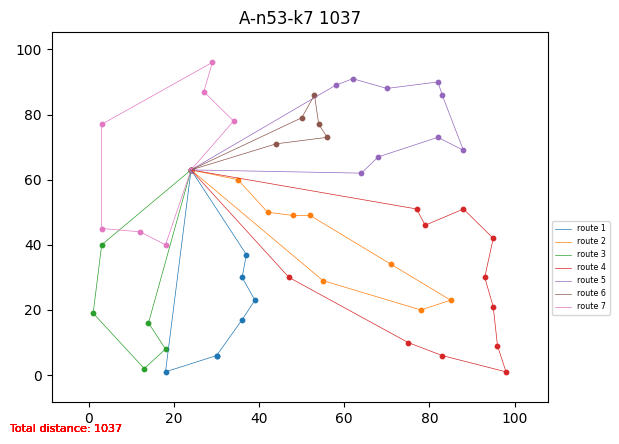 A-n53-k7 1037
100
80
60
40
20
0
0 20 40 60 80 100
route 1
route 2
route 3
route 4
route 5
route 6
route 7
Total distance: 1037